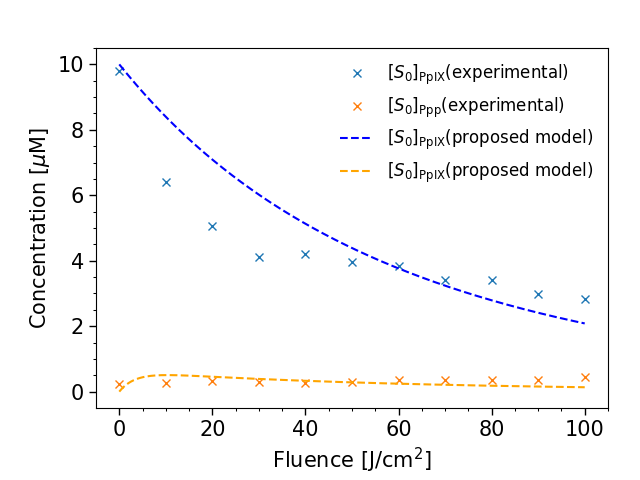 10
8
6
4
2
0
Concentration [μM]
[S₀]PpIX(experimental)
[S₀]Ppp(experimental)
[S₀]PpIX(proposed model)
[S₀]PpIX(proposed model)
0 20 40 60 80 100
Fluence [J/cm²]